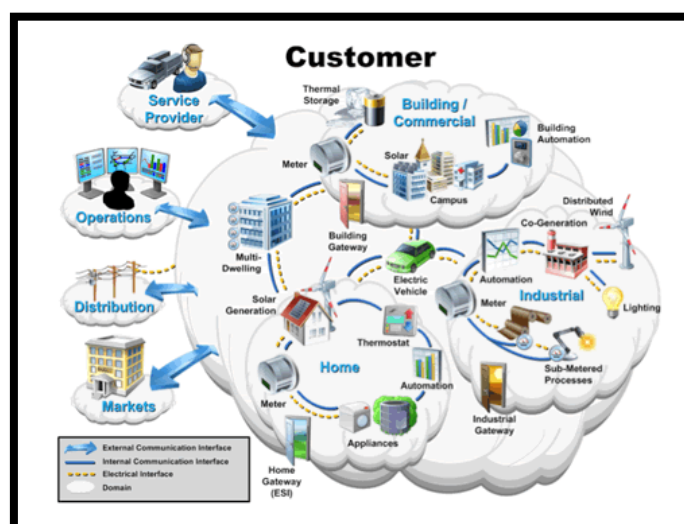 Customer
Service
Provider
Thermal
Storage
Building /
Commercial
Building
Automation
Meter
Solar
Campus
Operations
Multi-
Dwelling
Building
Gateway
Electric
Vehicle
Distributed
Wind
Co-Generation
Automation
Industrial
Meter
Lighting
Sub-Metered
Processes
Industrial
Gateway
Distribution
Solar
Generation
Thermostat
Home
Automation
Meter
Appliances
Home
Gateway
(ESI)
Markets
External Communication Interface
Internal Communication Interface
Electrical Interface
Domain